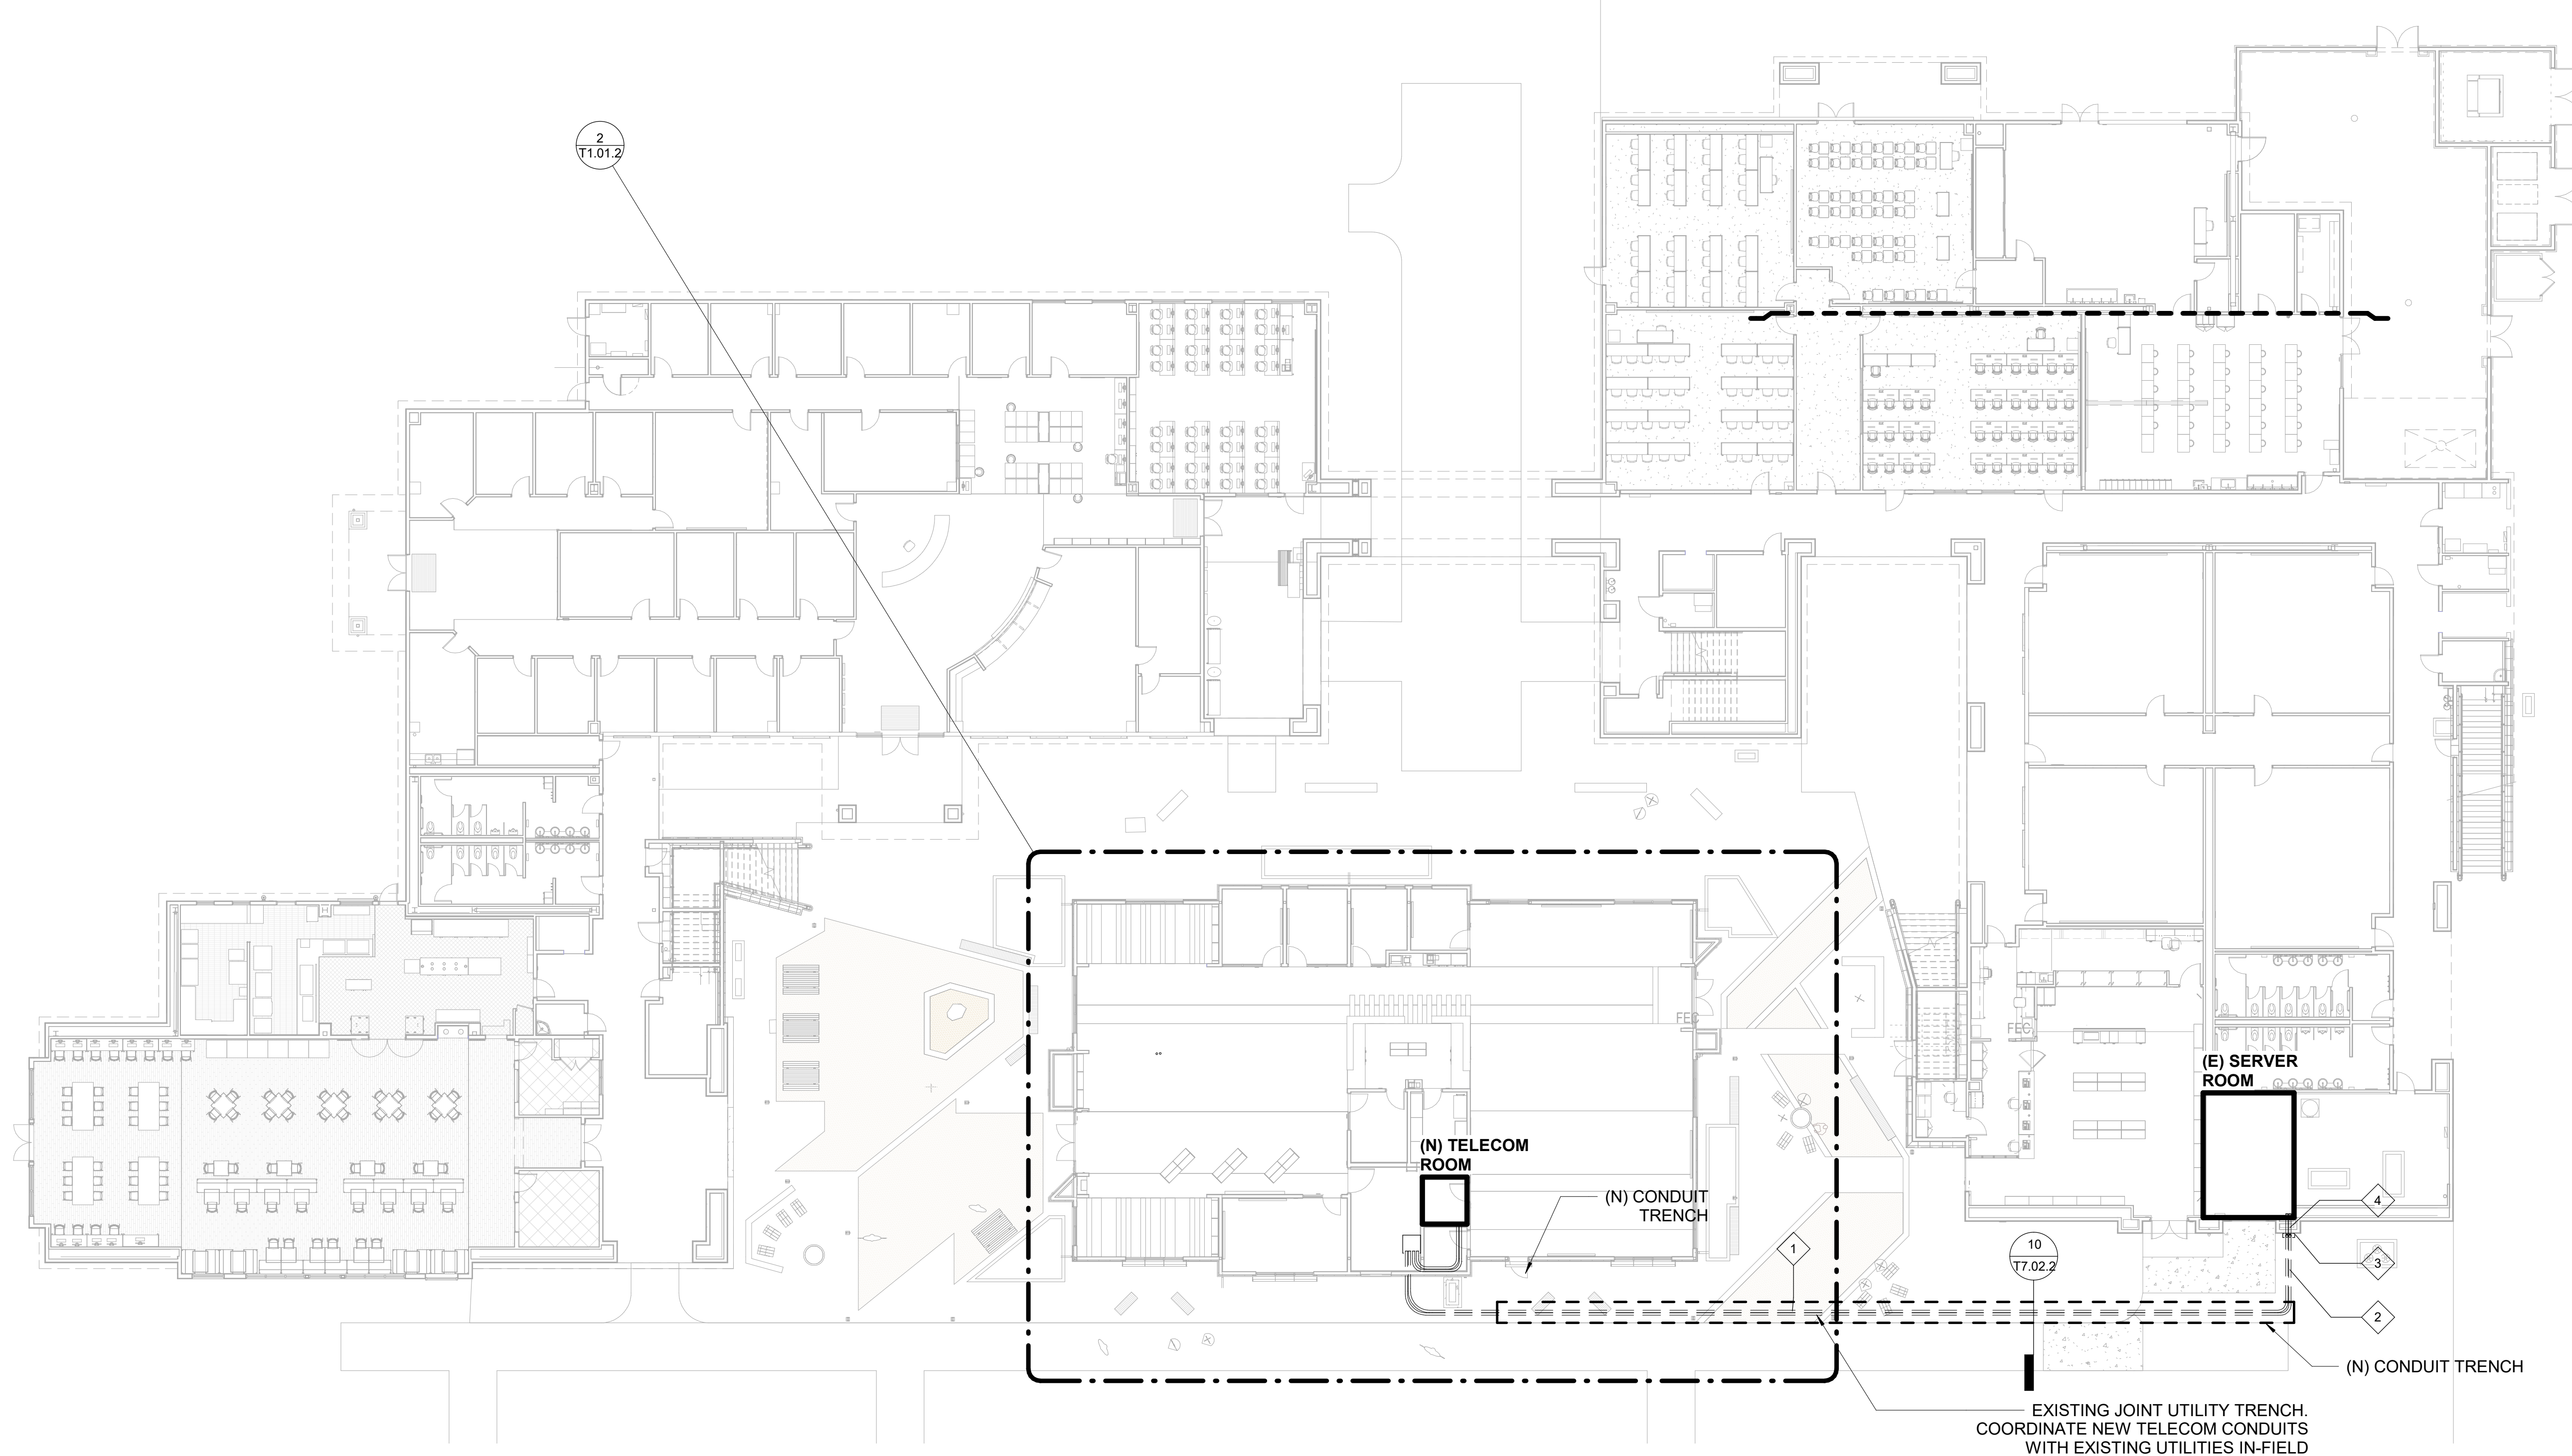 2
T1.01.2
FEC
FEC
(E) SERVER
ROOM
(N) TELECOM
ROOM
(N) CONDUIT
TRENCH
4
1
10
T7.02.2
3
2
(N) CONDUIT TRENCH
EXISTING JOINT UTILITY TRENCH.
COORDINATE NEW TELECOM CONDUITS
WITH EXISTING UTILITIES IN-FIELD